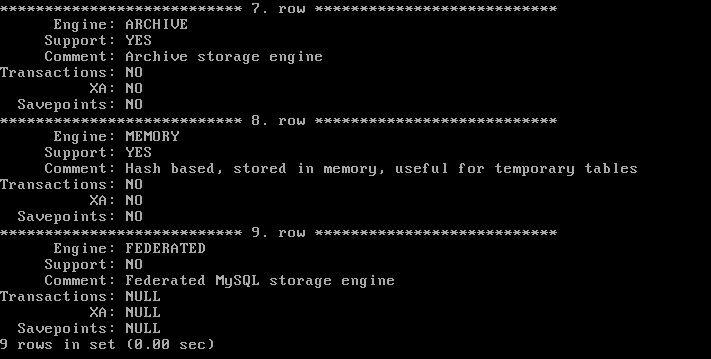 *************************** 7. row ***************************
Engine: ARCHIVE
Support: YES
Comment: Archive storage engine
Transactions: NO
XA: NO
Savepoints: NO
*************************** 8. row ***************************
Engine: MEMORY
Support: YES
Comment: Hash based, stored in memory, useful for temporary tables
Transactions: NO
XA: NO
Savepoints: NO
*************************** 9. row ***************************
Engine: FEDERATED
Support: NO
Comment: Federated MySQL storage engine
Transactions: NULL
XA: NULL
Savepoints: NULL
9 rows in set (0.00 sec)